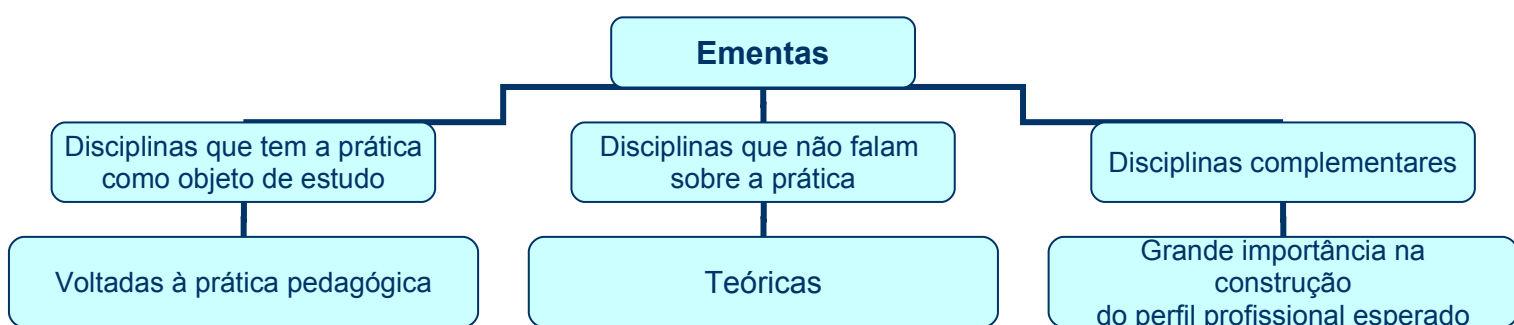 Ementas
Disciplinas que tem a prática
como objeto de estudo
Disciplinas que não falam
sobre a prática
Disciplinas complementares
Voltadas à prática pedagógica
Teóricas
Grande importância na
construção
do perfil profissional esperado